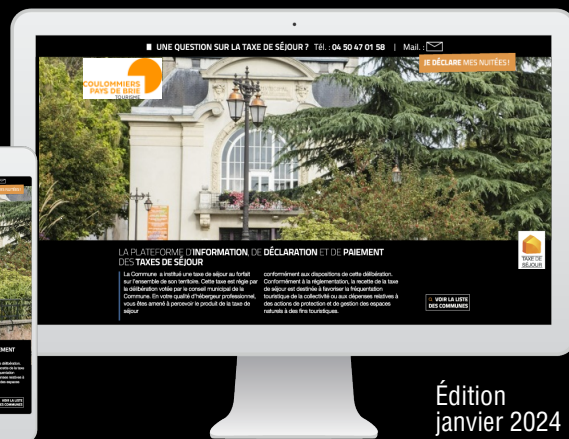 UNE QUESTION SUR LA TAXE DE SÉJOUR ? Tél. : 04 50 47 01 58 | Mail. :
JE DÉCLARE MES NUITÉES !
COULOMMIERS
PAYS DE BRIE
TOURISME
TAXE DE
SÉJOUR
LA PLATEFORME D'INFORMATION, DE DÉCLARATION ET DE PAIEMENT
DES TAXES DE SÉJOUR
La Commune a institué une taxe de séjour au forfait
sur l'ensemble de son territoire. Cette taxe est régie par
la délibération votée par le conseil municipal de la
Commune. En votre qualité d'hébergeur professionnel,
vous êtes amené à percevoir le produit de la taxe de
séjour
conformément aux dispositions de cette délibération.
Conformément à la réglementation, la recette de la taxe
de séjour est destinée à favoriser la fréquentation
touristique de la collectivité ou aux dépenses relatives à
des actions de protection et de gestion des espaces
naturels à des fins touristiques.
VOIR LA LISTE
DES COMMUNES
VOIR LA LISTE
DES COMMUNES
Édition
janvier 2024